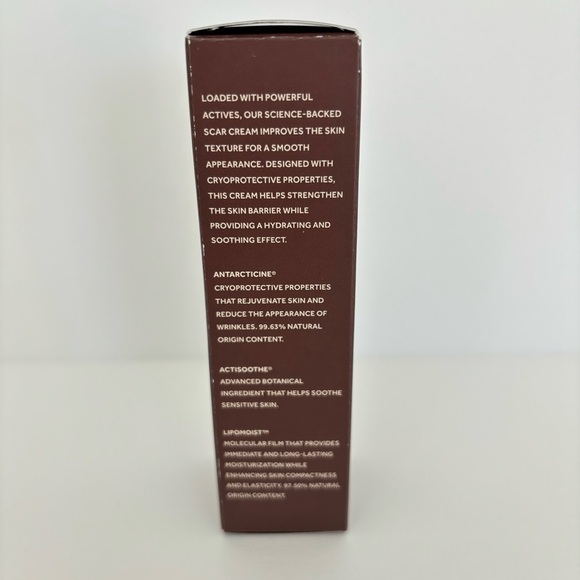 LOADED WITH POWERFUL
ACTIVES, OUR SCIENCE-BACKED
SCAR CREAM IMPROVES THE SKIN
TEXTURE FOR A SMOOTH
APPEARANCE. DESIGNED WITH
CRYOPROTECTIVE PROPERTIES,
THIS CREAM HELPS STRENGTHEN
THE SKIN BARRIER WHILE
PROVIDING A HYDRATING AND
SOOTHING EFFECT.
ANTARCTICINE®
CRYOPROTECTIVE PROPERTIES
THAT REJUVENATE SKIN AND
REDUCE THE APPEARANCE OF
WRINKLES. 99.63% NATURAL
ORIGIN CONTENT.
ACTISOOTHE®
ADVANCED BOTANICAL
INGREDIENT THAT HELPS SOOTHE
SENSITIVE SKIN.
LIPOMOIST™
MOLECULAR FILM THAT PROVIDES
IMMEDIATE AND LONG-LASTING
MOISTURIZATION WHILE
ENHANCING SKIN COMPACTNESS
AND ELASTICITY. 97.50% NATURAL
ORIGIN CONTENT.